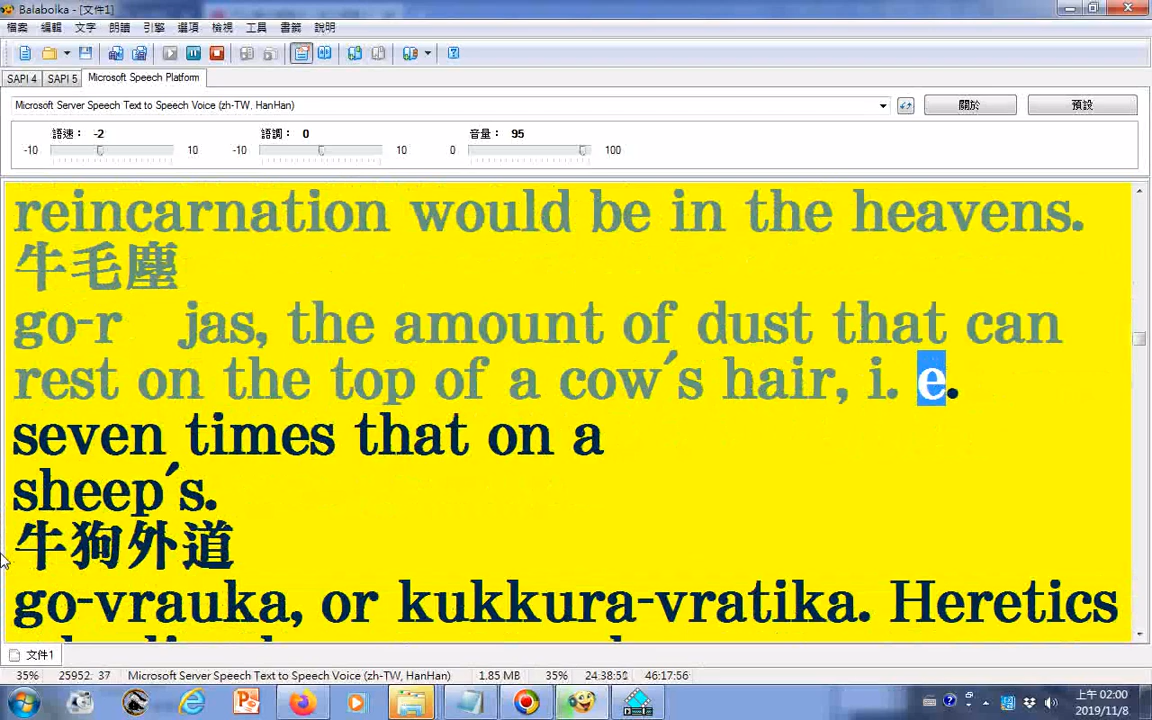 Balabolka - [文件1]
檔案 編輯 文字 朗讀 引擎 選項 檢視 工具 書籤 說明
SAPI 4 SAPI 5 Microsoft Speech Platform
Microsoft Server Speech Text to Speech Voice (zh-TW, HanHan)
關於 預設
語速： -2 語調： 0 音量： 95
-10 10 -10 10 0 100
reincarnation would be in the heavens.
牛毛塵
go-r jas, the amount of dust that can
rest on the top of a cow´s hair, i. e.
seven times that on a
sheep´s.
牛狗外道
go-vrauka, or kukkura-vratika. Heretics
文件1
35% 25952: 37 Microsoft Server Speech Text to Speech Voice (zh-TW, HanHan) 1.85 MB 35% 24:38:51 46:17:56
上午 02:00
2019/11/8